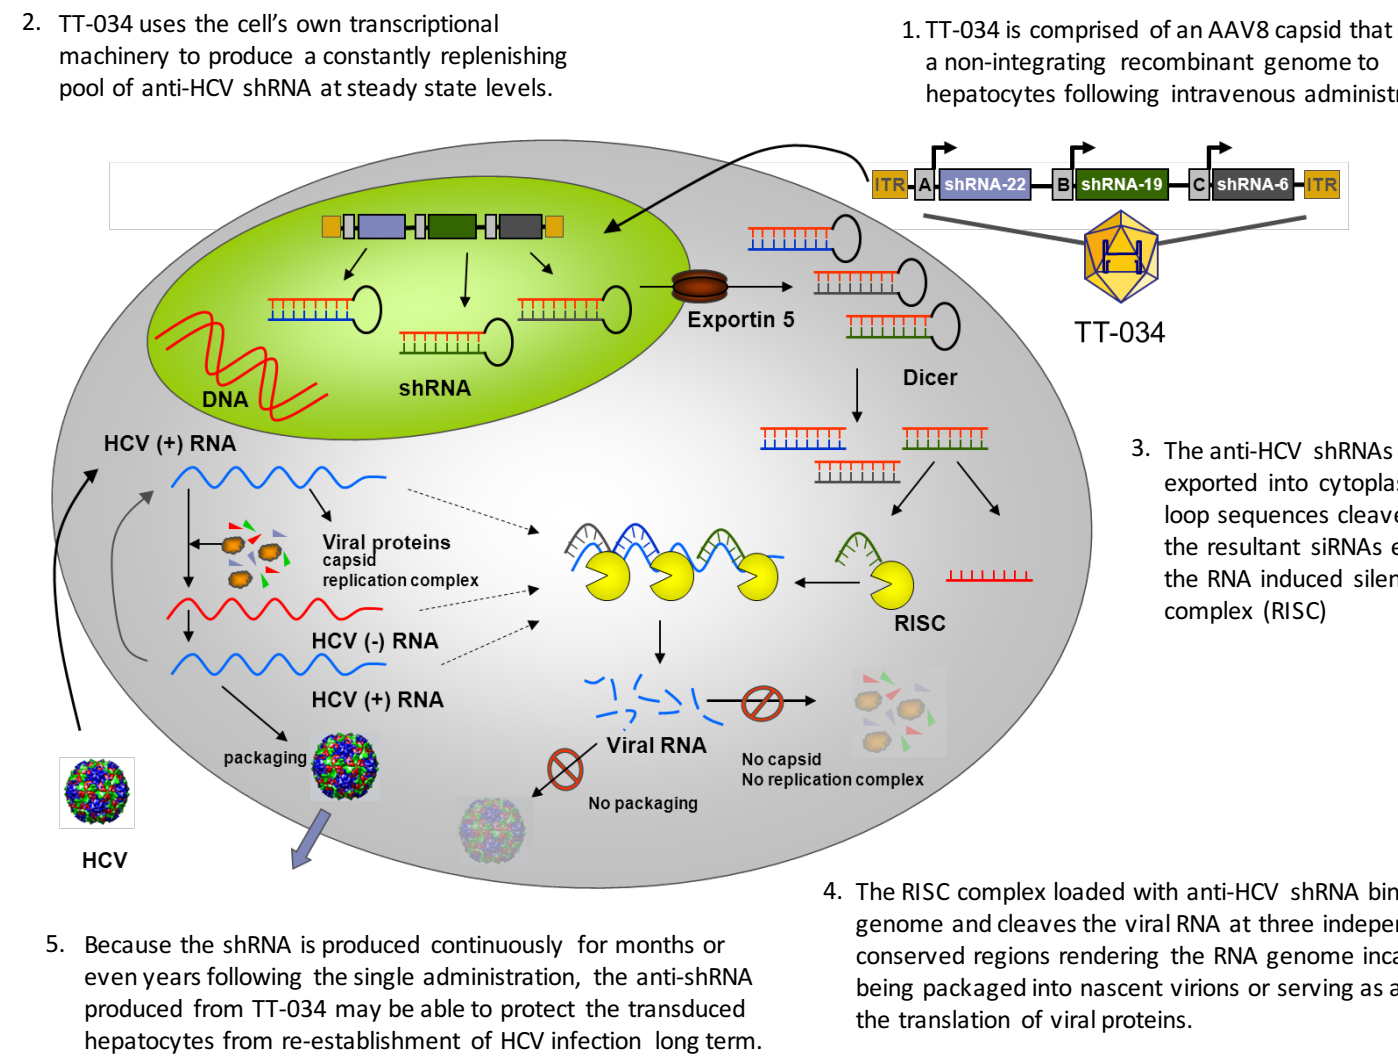 2. TT-034 uses the cell's own transcriptional
machinery to produce a constantly replenishing
pool of anti-HCV shRNA at steady state levels.
1. TT-034 is comprised of an AAV8 capsid that
a non-integrating recombinant genome to
hepatocytes following intravenous
ITR A shRNA-22 B shRNA-19 C shRNA-6 ITR
TT-034
Exportin 5
shRNA
DNA
Dicer
HCV (+) RNA
3. The anti-HCV shRNAs
exported into
loop sequences
the resultant siRNAs
the RNA induced
complex (RISC)
Viral proteins
capsid
replication complex
HCV (-) RNA
RISC
HCV (+) RNA
packaging
Viral RNA
No capsid
No replication complex
No packaging
HCV
4. The RISC complex loaded with anti-HCV shRNA
genome and cleaves the viral RNA at three
conserved regions rendering the RNA genome
being packaged into nascent virions or serving as a
the translation of viral proteins.
5. Because the shRNA is produced continuously for months or
even years following the single administration, the anti-shRNA
produced from TT-034 may be able to protect the transduced
hepatocytes from re-establishment of HCV infection long term.